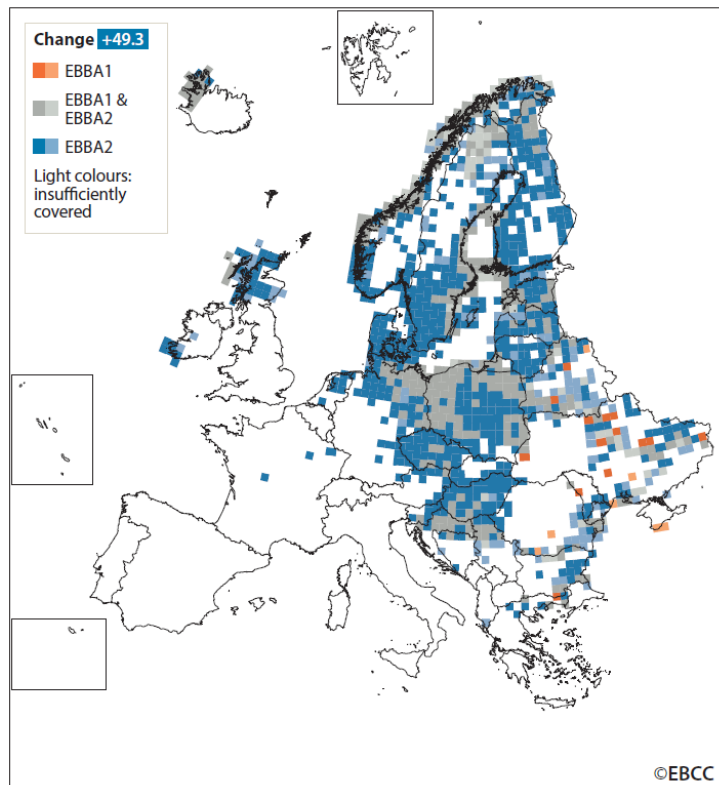 Change +49.3
EBBA1
EBBA1 &
EBBA2
EBBA2
Light colours:
insufficiently
covered
©EBCC